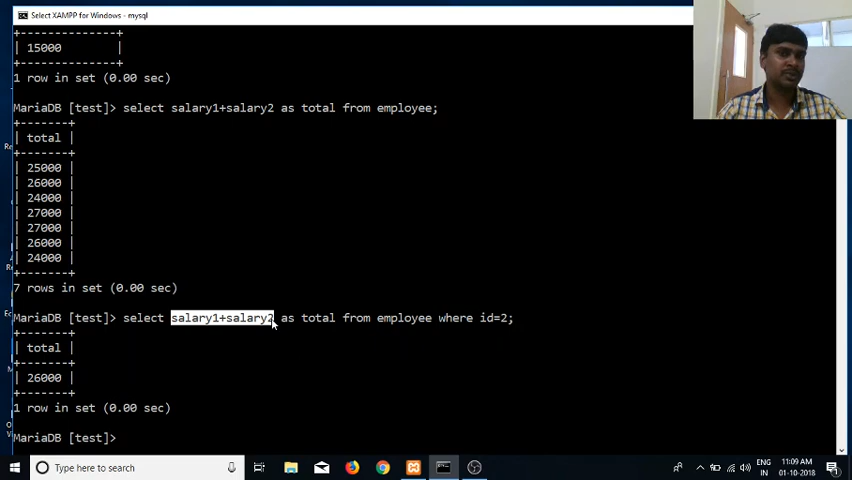 Select XAMPP for Windows - mysql
+--------------+
| 15000        |
+--------------+
1 row in set (0.00 sec)
MariaDB [test]> select salary1+salary2 as total from employee;
+-------+
| total |
+-------+
| 25000 |
| 26000 |
| 24000 |
| 27000 |
| 27000 |
| 26000 |
| 24000 |
+-------+
7 rows in set (0.00 sec)
MariaDB [test]> select salary1+salary2 as total from employee where id=2;
+-------+
| total |
+-------+
| 26000 |
+-------+
1 row in set (0.00 sec)
MariaDB [test]>
Type here to search
ENG
IN
11:09 AM
01-10-2018